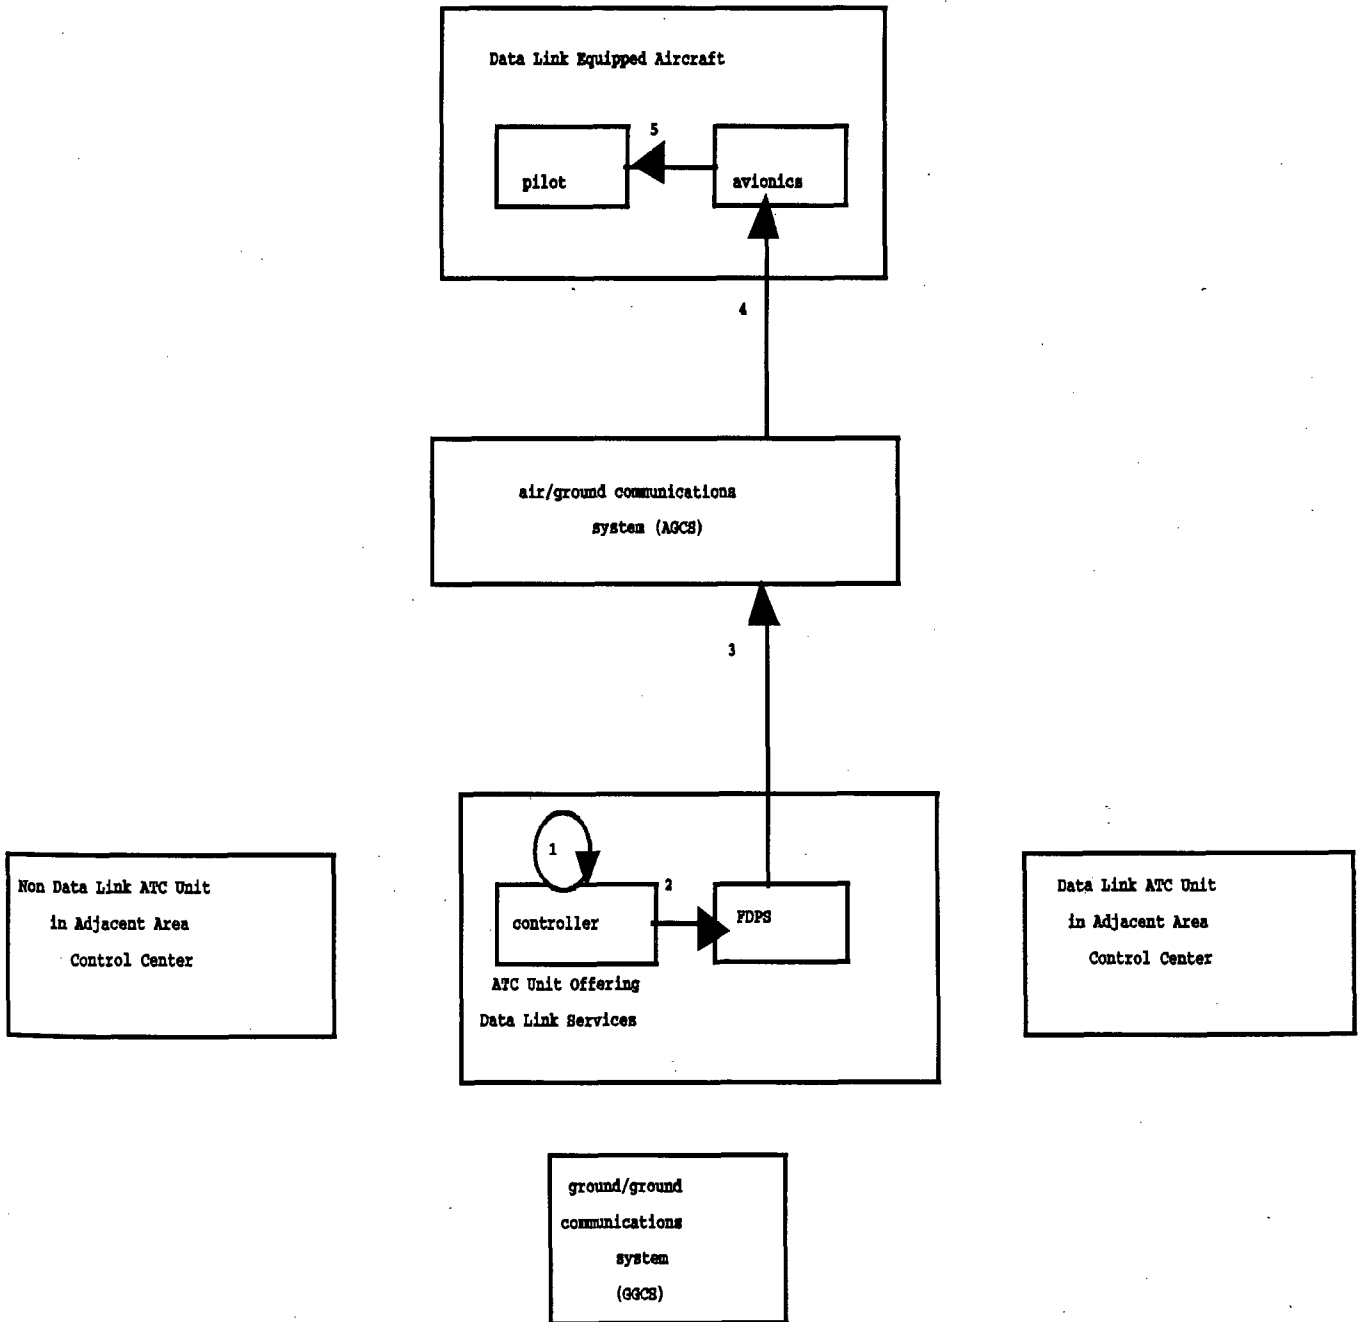 Data Link Equipped Aircraft
5
pilot
avionics
4
air/ground communications
system (AGCS)
3
1
2
controller
FDPS
ATC Unit Offering
Data Link Services
Non Data Link ATC Unit
in Adjacent Area
Control Center
Data Link ATC Unit
in Adjacent Area
Control Center
ground/ground
communications
system
(GGCS)